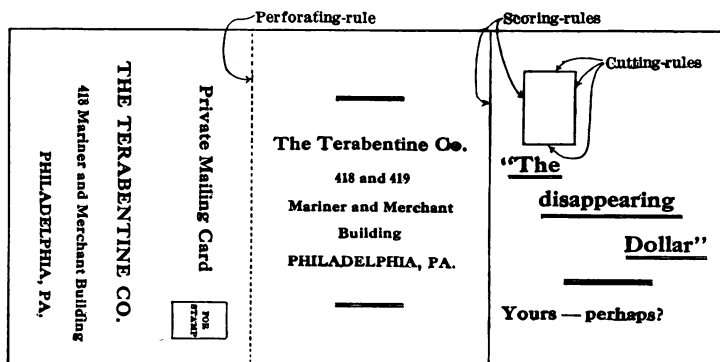 Perforating-rule
Scoring-rules
Cutting-rules
Private Mailing Card
THE TERABENTINE CO.
418 Mariner and Merchant Building
PHILADELPHIA, PA,
FOR
STAMP
The Terabentine Co.
418 and 419
Mariner and Merchant
Building
PHILADELPHIA, PA.
“The
disappearing
Dollar”
Yours — perhaps?